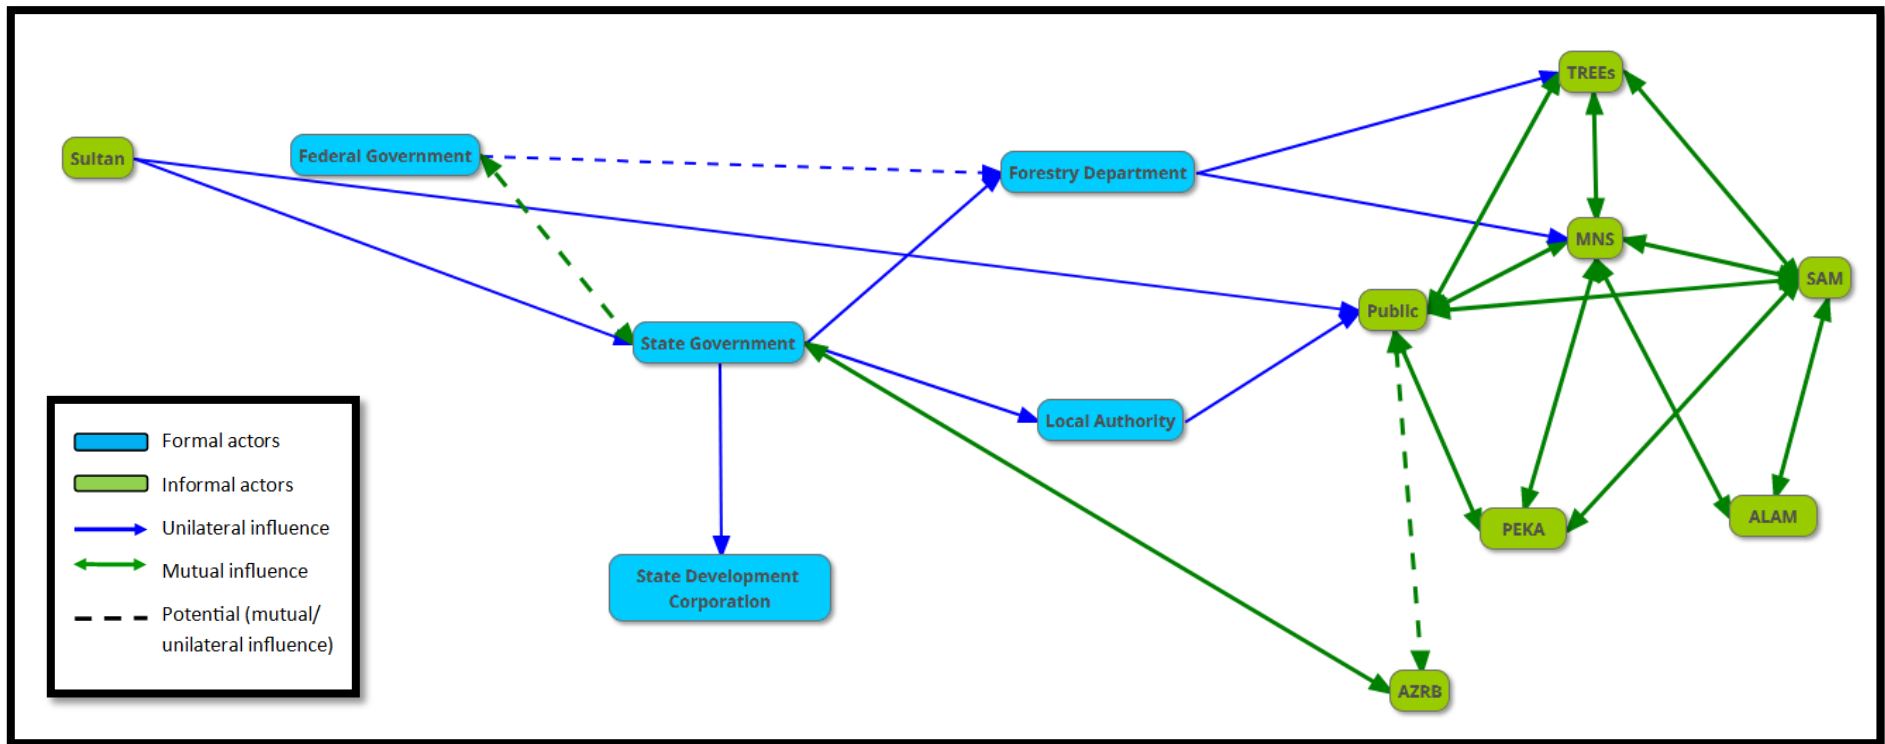 TREEs
Sultan
Federal Government
Forestry Department
MNS
SAM
Public
State Government
Local Authority
Formal actors
Informal actors
Unilateral influence
Mutual influence
Potential (mutual/
unilateral influence)
PEKA
ALAM
State Development
Corporation
AZRB